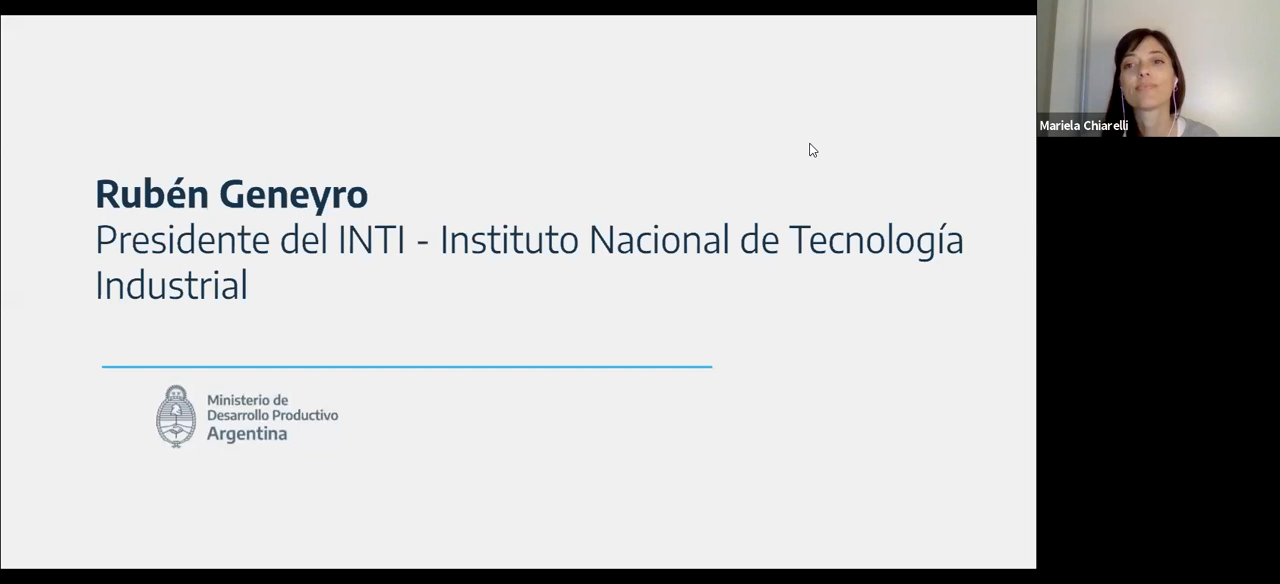 Rubén Geneyro
Presidente del INTI - Instituto Nacional de Tecnología
Industrial
Ministerio de
Desarrollo Productivo
Argentina
Mariela Chiarelli